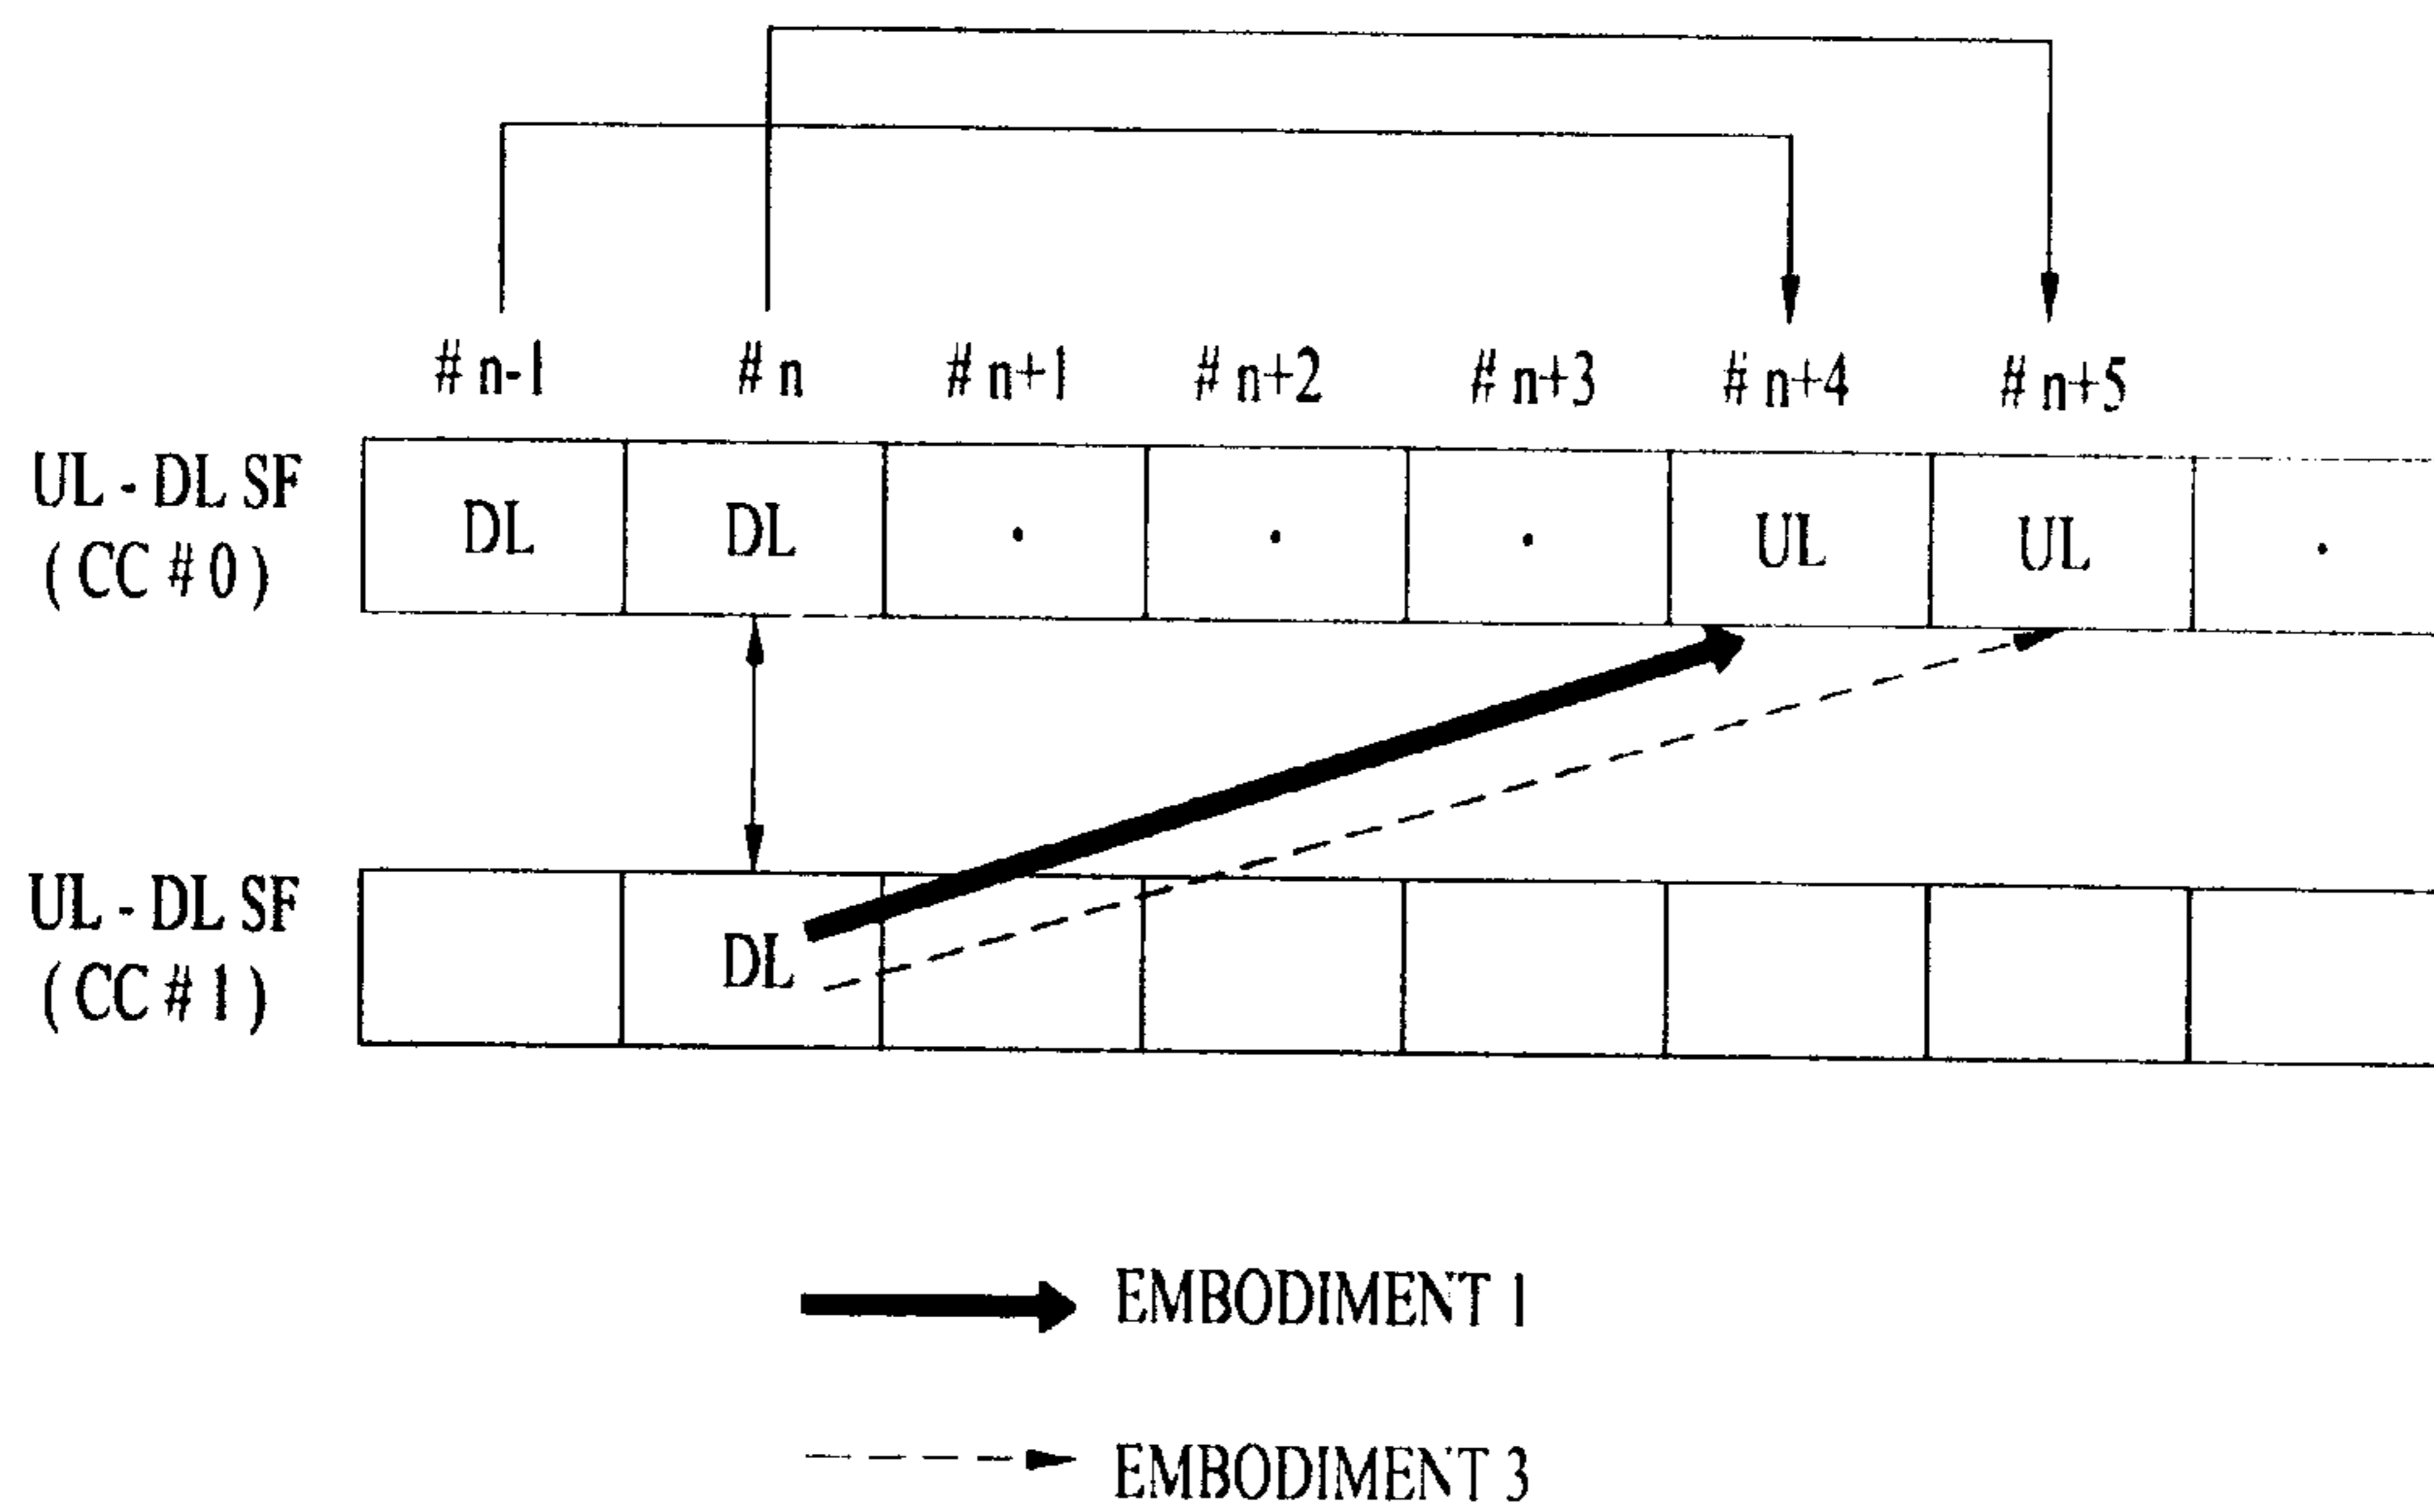 # n-1 # n # n+1 # n+2 # n+3 # n+4 # n+5
UL - DL SF
( CC # 0 )
DL DL · · · UL UL ·
UL - DL SF
( CC # 1 )
DL
EMBODIMENT 1
EMBODIMENT 3